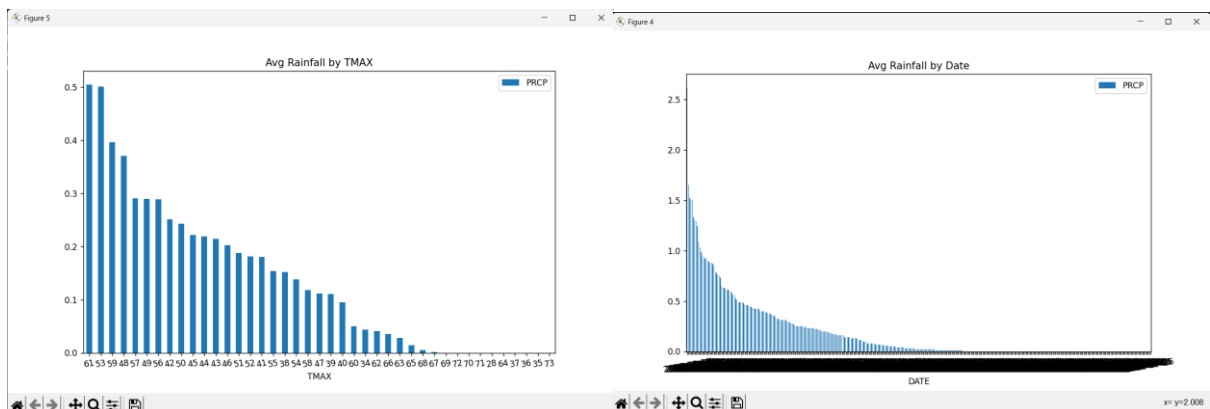 Figure 5
Avg Rainfall by TMAX
PRCP
0.5
0.4
0.3
0.2
0.1
0.0
61 53 59 48 57 49 56 42 50 45 44 43 46 51 52 41 55 38 54 58 47 39 40 60 34 62 66 63 65 68 67 69 72 70 71 28 64 37 36 35 73
TMAX
Figure 4
Avg Rainfall by Date
PRCP
2.5
2.0
1.5
1.0
0.5
0.0
DATE
x= y=2.008